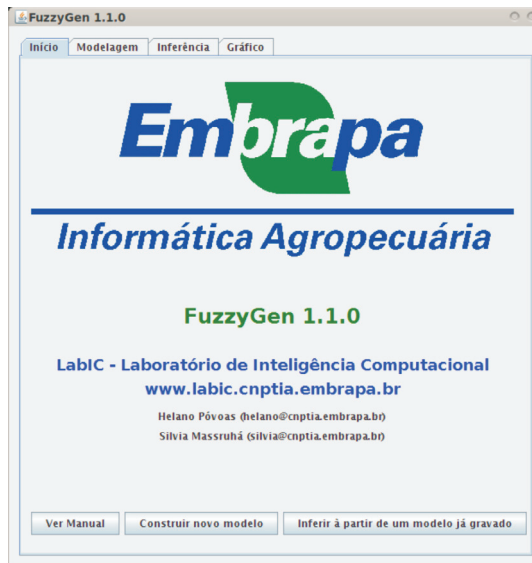 FuzzyGen 1.1.0
Início Modelagem Inferência Gráfico
Embrapa
Informática Agropecuária
FuzzyGen 1.1.0
LabIC - Laboratório de Inteligência Computacional
www.labic.cnptia.embrapa.br
Helano Póvoas (helano@cnptia.embrapa.br)
Silvia Massruhá (silvia@cnptia.embrapa.br)
Ver Manual Construir novo modelo Inferir à partir de um modelo já gravado